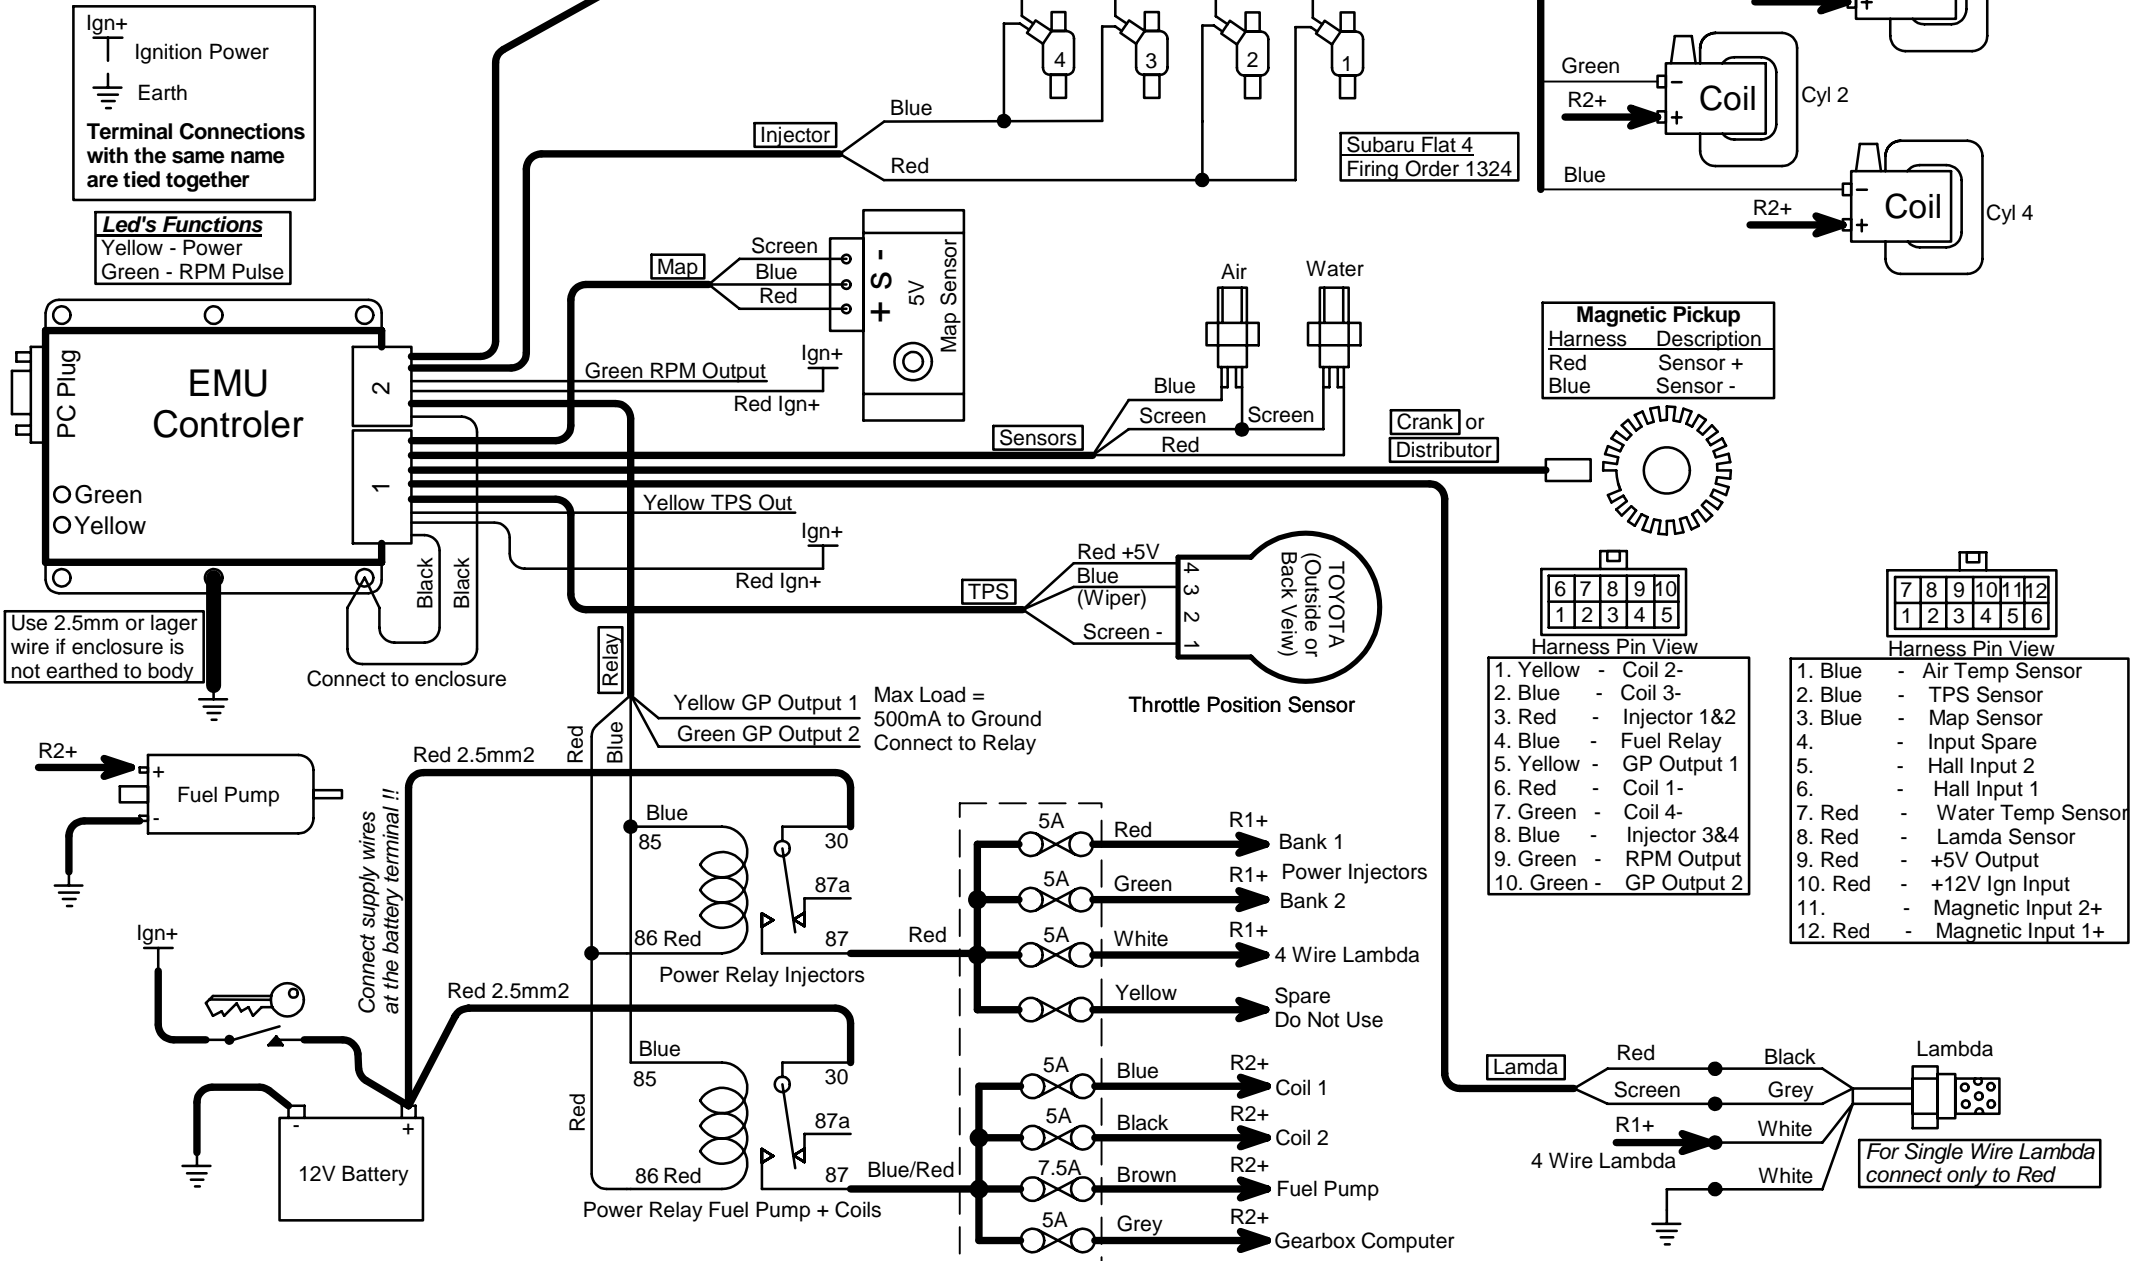 Ign+
Ignition Power
Earth
Terminal Connections
with the same name
are tied together
Led's Functions
Yellow - Power
Green - RPM Pulse
4
3
2
1
Blue
Injector
Red
Subaru Flat 4
Firing Order 1324
+
Green
R2+
-
+
Coil
Cyl 2
Blue
R2+
-
+
Coil
Cyl 4
Map
Screen
Blue
Red
+ S -
5V
Map Sensor
Air
Water
Magnetic Pickup
Harness Description
Red Sensor +
Blue Sensor -
PC Plug
EMU
Controler
2
1
Green
Yellow
Green RPM Output
Ign+
Red Ign+
Blue
Screen
Screen
Red
Sensors
Crank or
Distributor
Yellow TPS Out
Ign+
Red Ign+
Black
Black
Use 2.5mm or lager
wire if enclosure is
not earthed to body
Connect to enclosure
TPS
Red +5V
Blue
(Wiper)
Screen -
4
3
2
1
TOYOTA
(Outside or
Back Veiw)
Throttle Position Sensor
Relay
Yellow GP Output 1
Green GP Output 2
Max Load =
500mA to Ground
Connect to Relay
Red
Blue
6 7 8 9 10
1 2 3 4 5
Harness Pin View
1. Yellow - Coil 2-
2. Blue - Coil 3-
3. Red - Injector 1&2
4. Blue - Fuel Relay
5. Yellow - GP Output 1
6. Red - Coil 1-
7. Green - Coil 4-
8. Blue - Injector 3&4
9. Green - RPM Output
10. Green - GP Output 2
7 8 9 10 11 12
1 2 3 4 5 6
Harness Pin View
1. Blue - Air Temp Sensor
2. Blue - TPS Sensor
3. Blue - Map Sensor
4. - Input Spare
5. - Hall Input 2
6. - Hall Input 1
7. Red - Water Temp Sensor
8. Red - Lamda Sensor
9. Red - +5V Output
10. Red - +12V Ign Input
11. - Magnetic Input 2+
12. Red - Magnetic Input 1+
R2+
+
Fuel Pump
-
Red 2.5mm2
Connect supply wires
at the battery terminal !!
Blue
85
30
87a
86 Red
87
Power Relay Injectors
Red
5A
Red
R1+
Bank 1
Power Injectors
5A
Green
R1+
Bank 2
5A
White
R1+
4 Wire Lambda
Yellow
Spare
Do Not Use
Ign+
Red 2.5mm2
Blue
85
30
87a
Red
86 Red
87
Blue/Red
Power Relay Fuel Pump + Coils
5A
Blue
R2+
Coil 1
5A
Black
R2+
Coil 2
7.5A
Brown
R2+
Fuel Pump
5A
Grey
R2+
Gearbox Computer
-
+
12V Battery
Lamda
Red
Black
Lambda
Screen
Grey
R1+
White
4 Wire Lambda
White
For Single Wire Lambda
connect only to Red